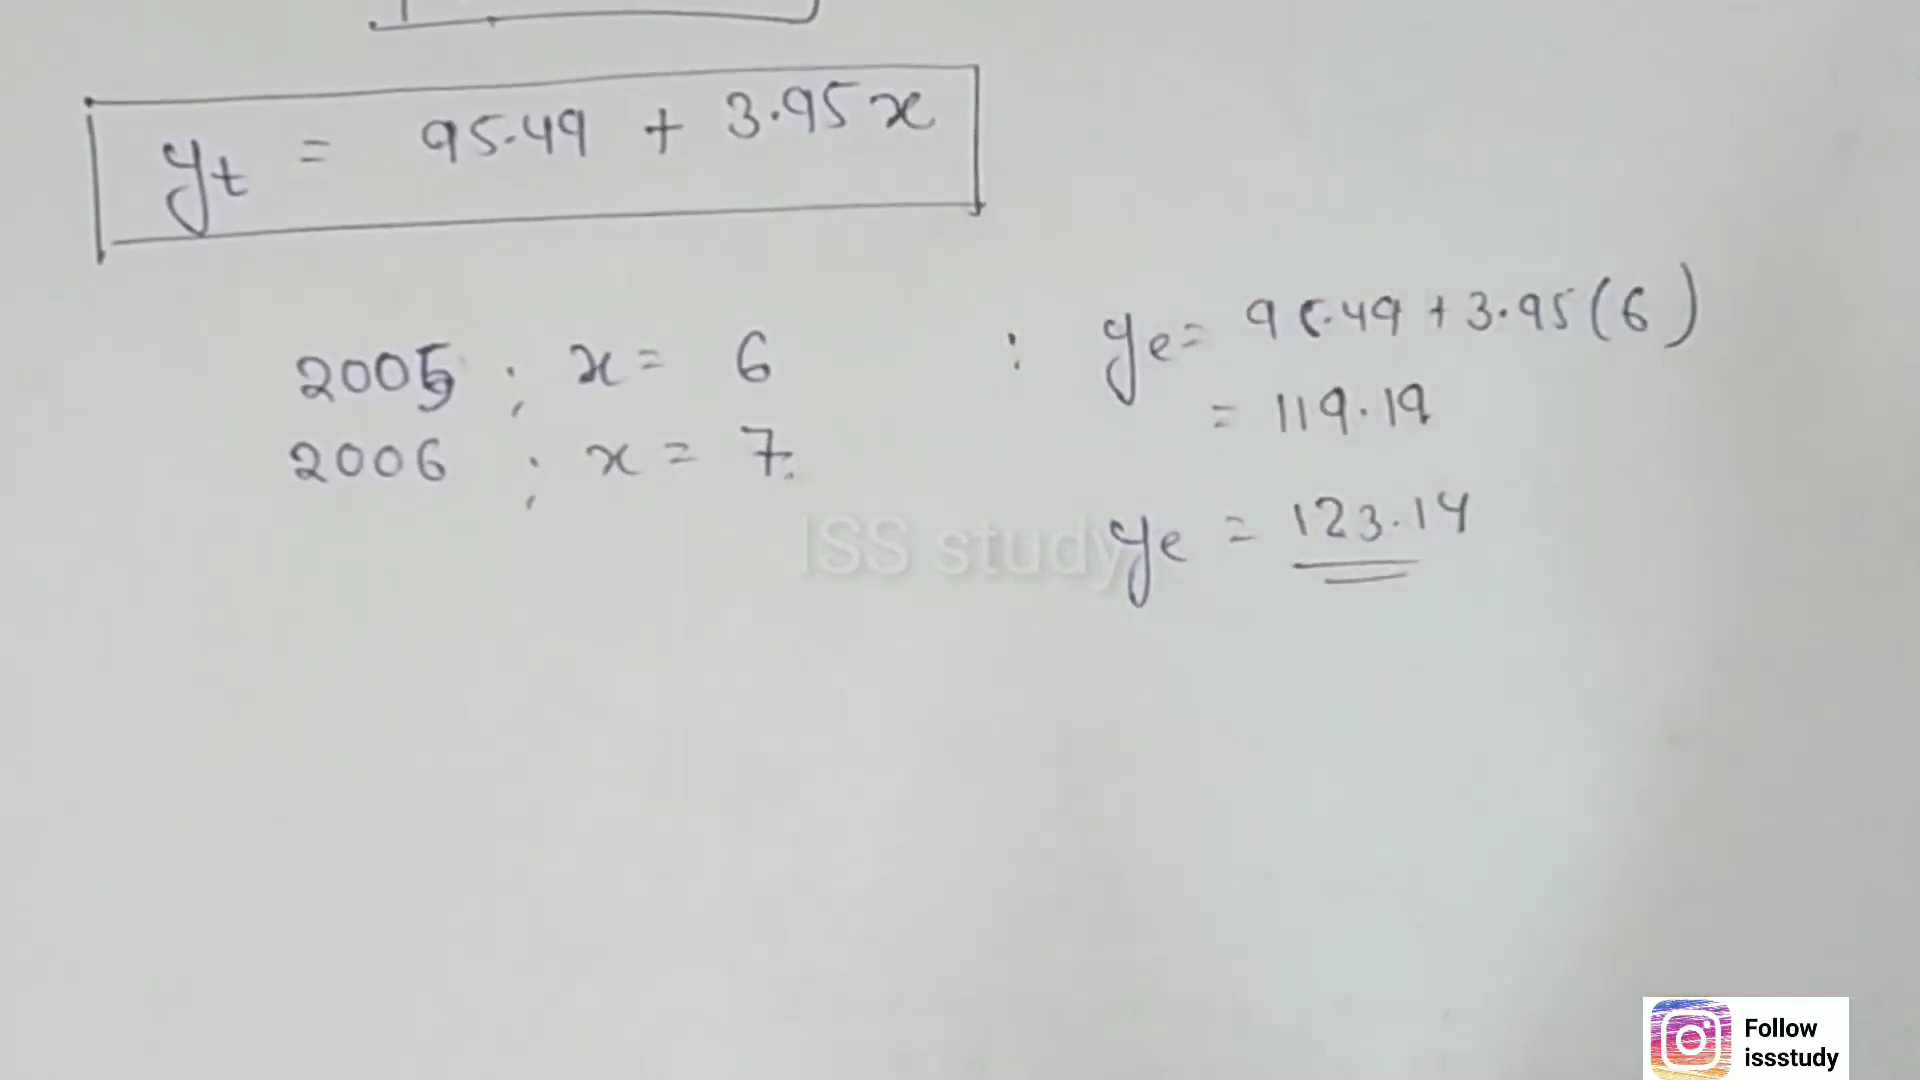 yt = 95.49 + 3.95x
2005 ; x = 6 : ye = 95.49 + 3.95(6)
= 119.19
2006 ; x = 7
ye = 123.14
ISS study
Follow
issstudy